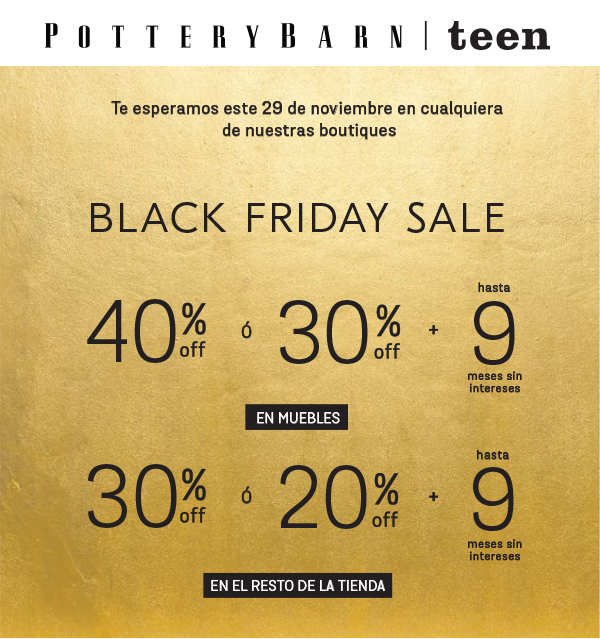 POTTERY BARN | teen
Te esperamos este 29 de noviembre en cualquiera
de nuestras boutiques
BLACK FRIDAY SALE
40% off ó 30% off + hasta 9 meses sin intereses
EN MUEBLES
30% off ó 20% off + hasta 9 meses sin intereses
EN EL RESTO DE LA TIENDA